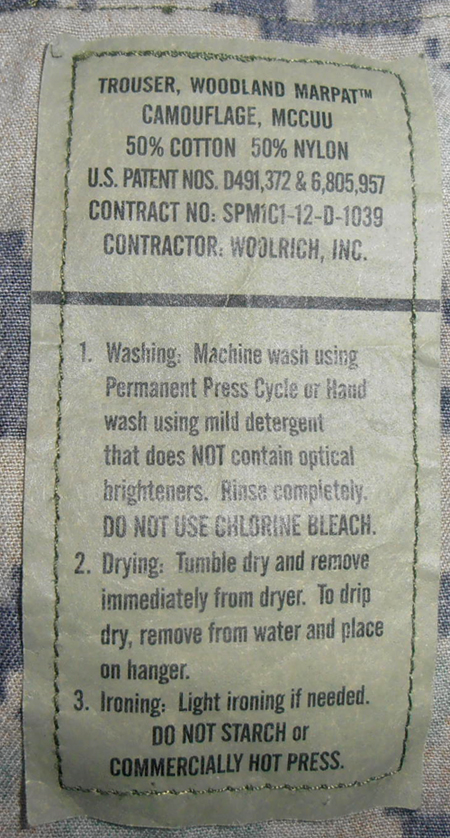 TROUSER, WOODLAND MARPAT™
CAMOUFLAGE, MCCUU
50% COTTON 50% NYLON
U.S. PATENT NOS. D491,372 & 6,805,957
CONTRACT NO: SPM1C1-12-D-1039
CONTRACTOR: WOOLRICH, INC.
1. Washing: Machine wash using
Permanent Press Cycle or Hand
wash using mild detergent
that does NOT contain optical
brighteners. Rinse completely.
DO NOT USE CHLORINE BLEACH.
2. Drying: Tumble dry and remove
immediately from dryer. To drip
dry, remove from water and place
on hanger.
3. Ironing: Light ironing if needed.
DO NOT STARCH or
COMMERCIALLY HOT PRESS.